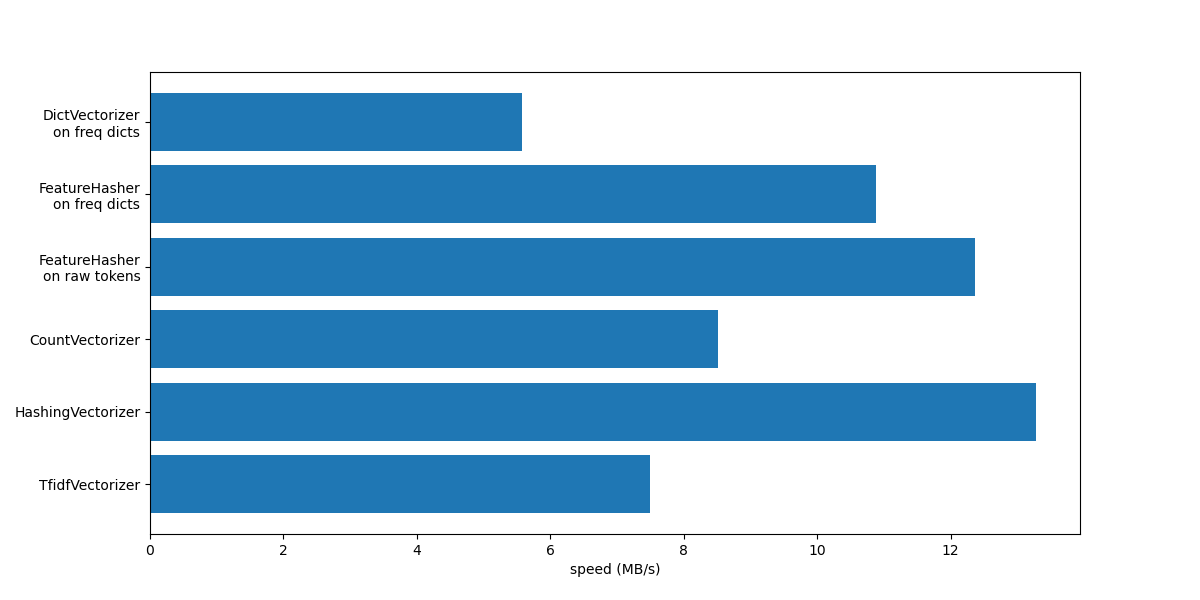 DictVectorizer
on freq dicts
FeatureHasher
on freq dicts
FeatureHasher
on raw tokens
CountVectorizer
HashingVectorizer
TfidfVectorizer
0 2 4 6 8 10 12
speed (MB/s)